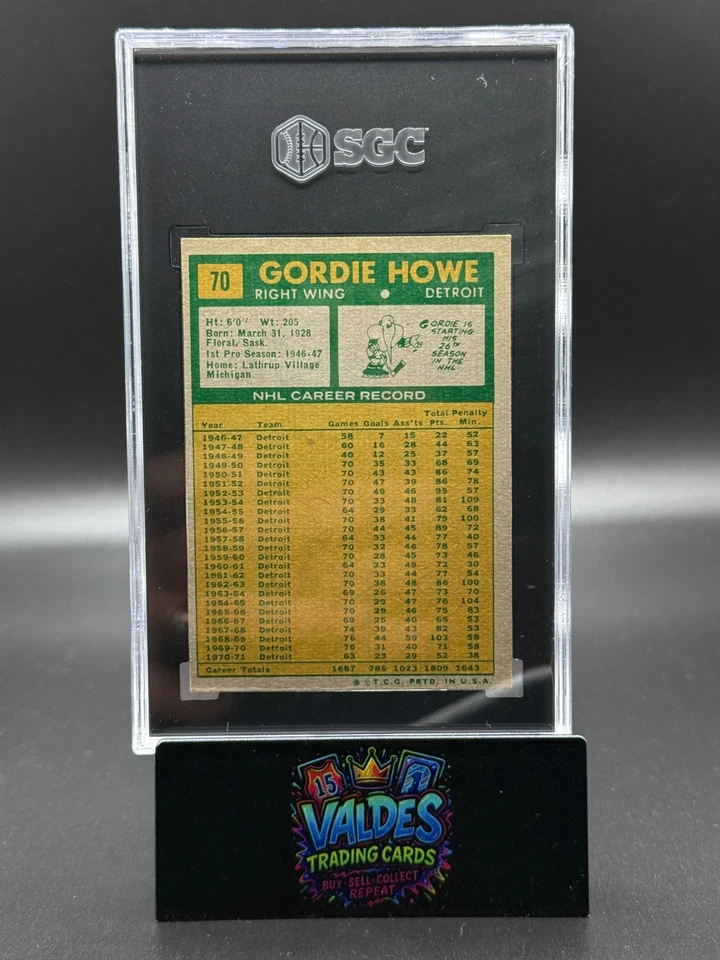 SGC
70 GORDIE HOWE
RIGHT WING • DETROIT
Ht: 6'0" Wt: 205
Born: March 31, 1928
Floral, Sask.
1st Pro Season: 1946-47
Home: Lathrup Village
Michigan
GORDIE IS
STARTING
HIS
26TH
SEASON
IN THE
NHL.
NHL CAREER RECORD
Total Penalty
Year Team Games Goals Ass'ts Pts. Min.
1946-47 Detroit 58 7 15 22 52
1947-48 Detroit 60 16 28 44 63
1948-49 Detroit 40 12 25 37 57
1949-50 Detroit 70 35 33 68 69
1950-51 Detroit 70 43 43 86 74
1951-52 Detroit 70 47 39 86 78
1952-53 Detroit 70 49 46 95 57
1953-54 Detroit 70 33 48 81 109
1954-55 Detroit 64 29 33 62 68
1955-56 Detroit 70 38 41 79 100
1956-57 Detroit 70 44 45 89 72
1957-58 Detroit 64 33 44 77 40
1958-59 Detroit 70 32 46 78 57
1959-60 Detroit 70 28 45 73 46
1960-61 Detroit 64 23 49 72 30
1961-62 Detroit 70 33 44 77 54
1962-63 Detroit 70 38 48 86 100
1963-64 Detroit 69 26 47 73 70
1964-65 Detroit 70 29 47 76 104
1965-66 Detroit 70 29 46 75 83
1966-67 Detroit 69 25 40 65 53
1967-68 Detroit 74 39 43 82 53
1968-69 Detroit 76 44 59 103 58
1969-70 Detroit 76 31 40 71 58
1970-71 Detroit 63 23 29 52 38
Career Totals 1687 786 1023 1809 1643
* © T.C.G. PRTD. IN U.S.A.
15
VALDES
TRADING CARDS
BUY·SELL·COLLECT
REPEAT